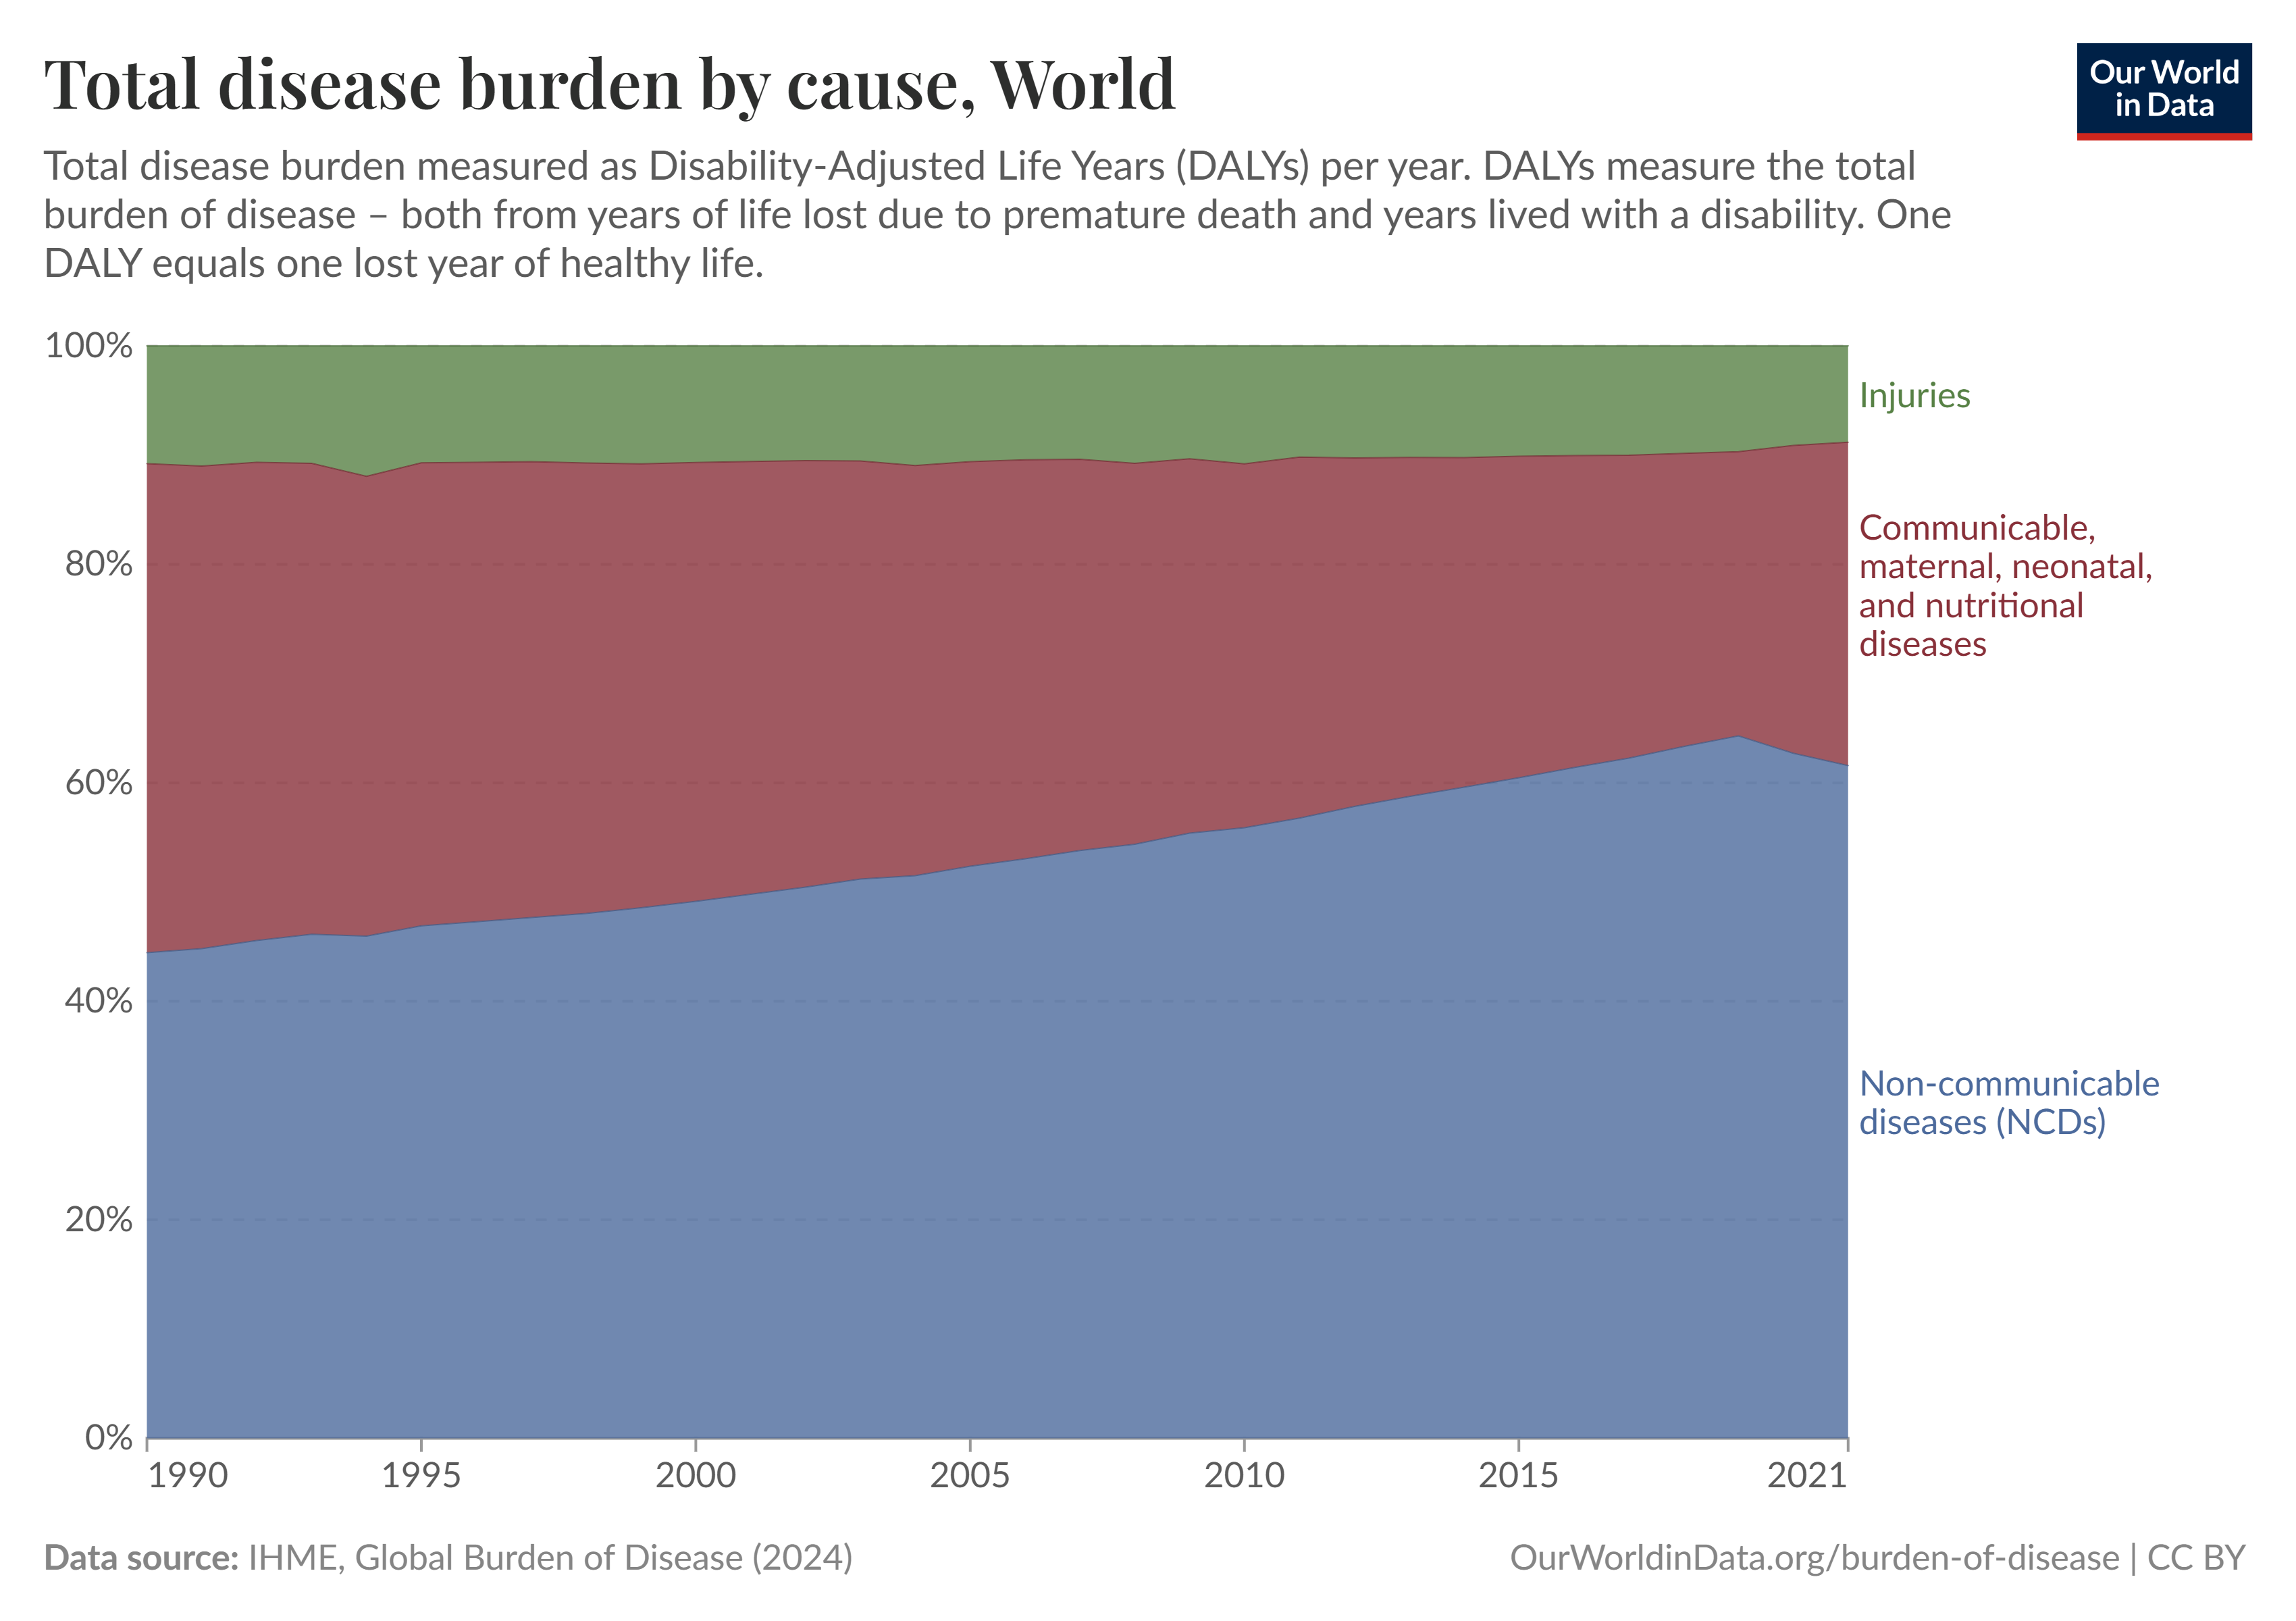 Total disease burden by cause, World
Our World
in Data
Total disease burden measured as Disability-Adjusted Life Years (DALYs) per year. DALYs measure the total
burden of disease – both from years of life lost due to premature death and years lived with a disability. One
DALY equals one lost year of healthy life.
100%
80%
60%
40%
20%
0%
Injuries
Communicable,
maternal, neonatal,
and nutritional
diseases
Non-communicable
diseases (NCDs)
1990 1995 2000 2005 2010 2015 2021
Data source: IHME, Global Burden of Disease (2024)
OurWorldinData.org/burden-of-disease | CC BY